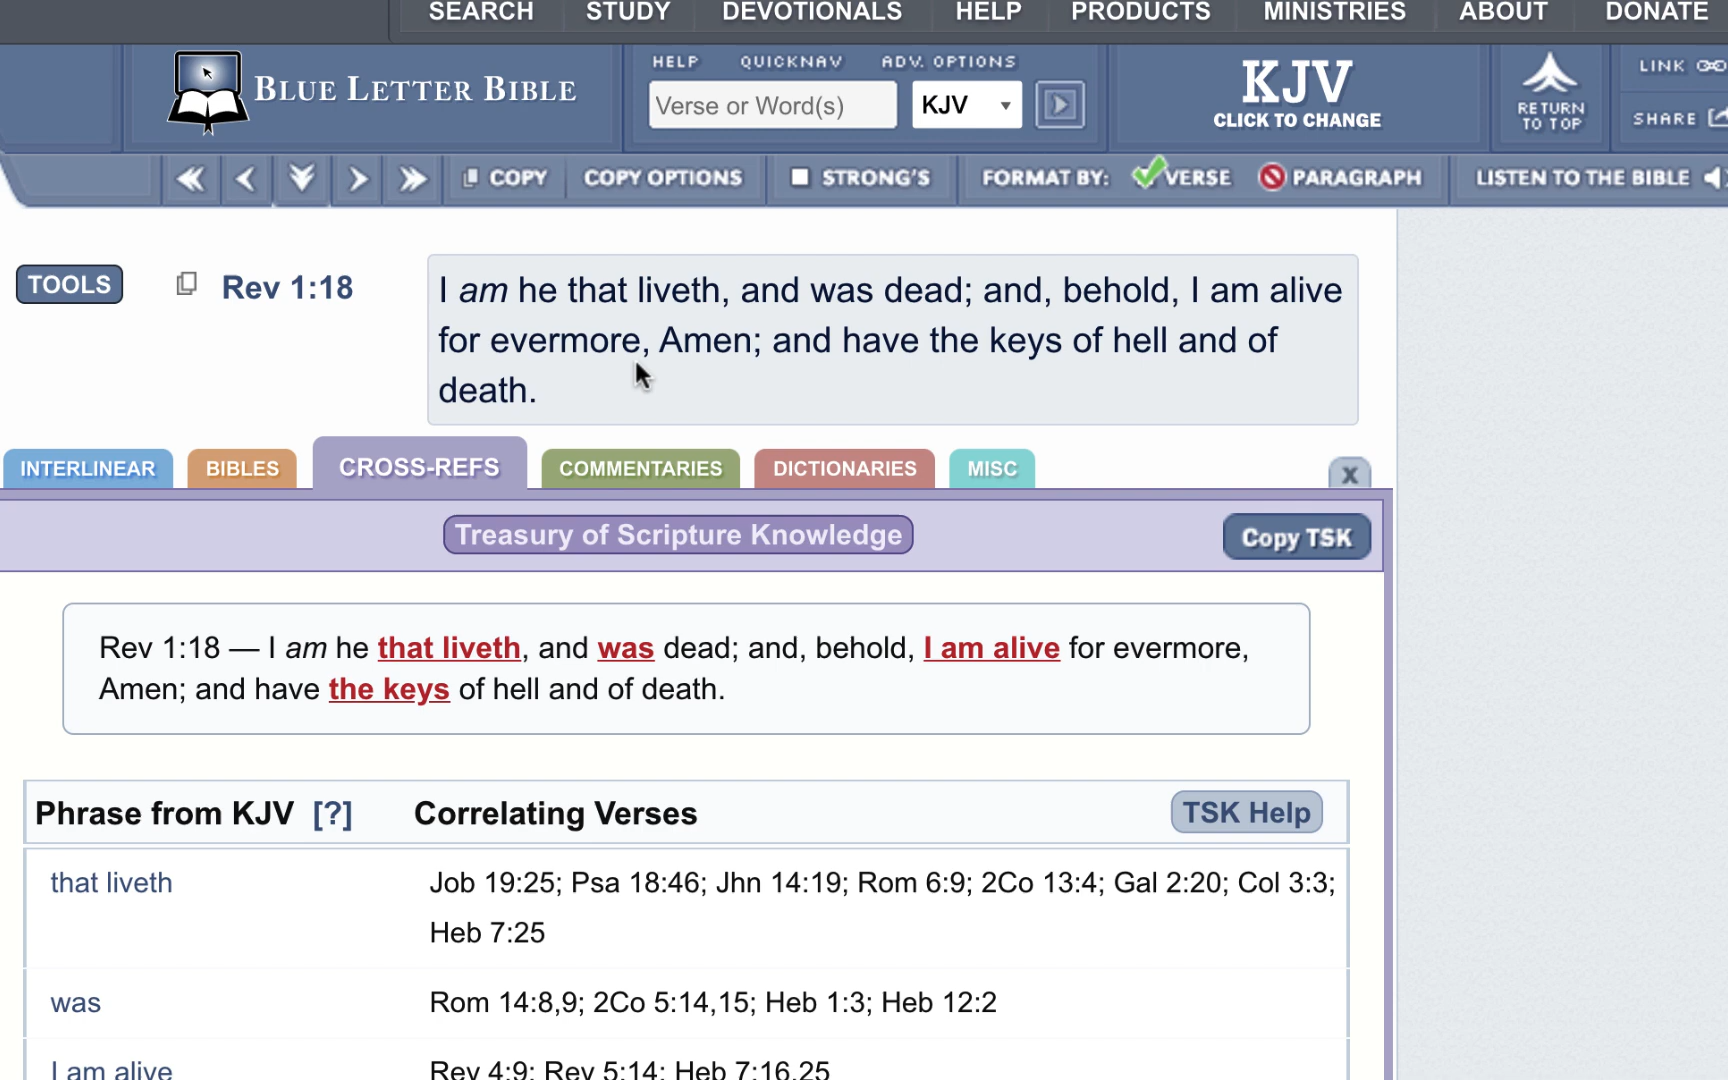 SEARCH STUDY DEVOTIONALS HELP PRODUCTS MINISTRIES ABOUT DONATE
BLUE LETTER BIBLE
HELP QUICKNAV ADV. OPTIONS
Verse or Word(s) KJV
KJV
CLICK TO CHANGE
RETURN
TO TOP
LINK
SHARE
COPY COPY OPTIONS STRONG'S FORMAT BY: VERSE PARAGRAPH LISTEN TO THE BIBLE
TOOLS Rev 1:18
I am he that liveth, and was dead; and, behold, I am alive
for evermore, Amen; and have the keys of hell and of
death.
INTERLINEAR BIBLES CROSS-REFS COMMENTARIES DICTIONARIES MISC X
Treasury of Scripture Knowledge Copy TSK
Rev 1:18 — I am he that liveth, and was dead; and, behold, I am alive for evermore,
Amen; and have the keys of hell and of death.
Phrase from KJV [?] Correlating Verses TSK Help
that liveth Job 19:25; Psa 18:46; Jhn 14:19; Rom 6:9; 2Co 13:4; Gal 2:20; Col 3:3;
Heb 7:25
was Rom 14:8,9; 2Co 5:14,15; Heb 1:3; Heb 12:2
I am alive Rev 4:9; Rev 5:14; Heb 7:16,25